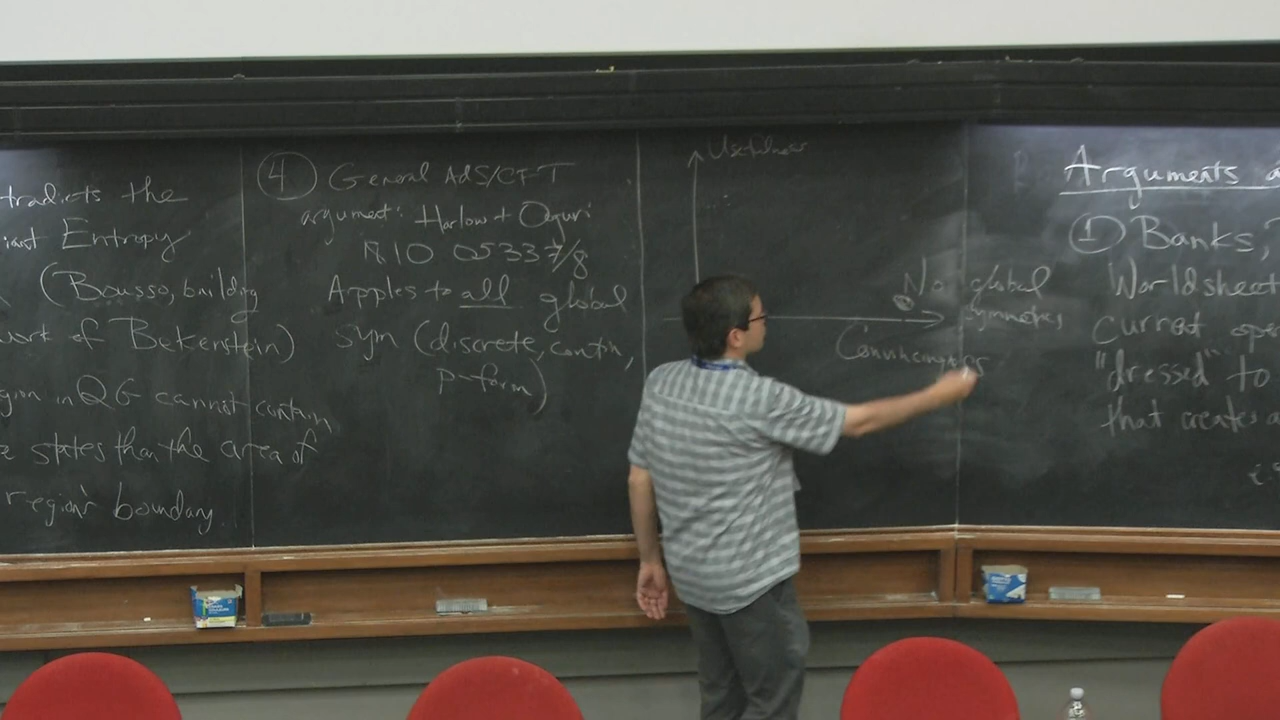 tradicts the
iant Entropy
(Bousso, building
work of Bekenstein)
gion in QG cannot contain
e states than the area of
region's boundary.
④ General AdS/CFT
argument: Harlow + Ooguri
1810 05337/8
Applies to all global
sym (discrete, contin,
p-form)
Usefulness
No global
symmetries
Convincingness
Arguments a
① Banks,
Worldsheet
current ope
"dressed" to
that creates a